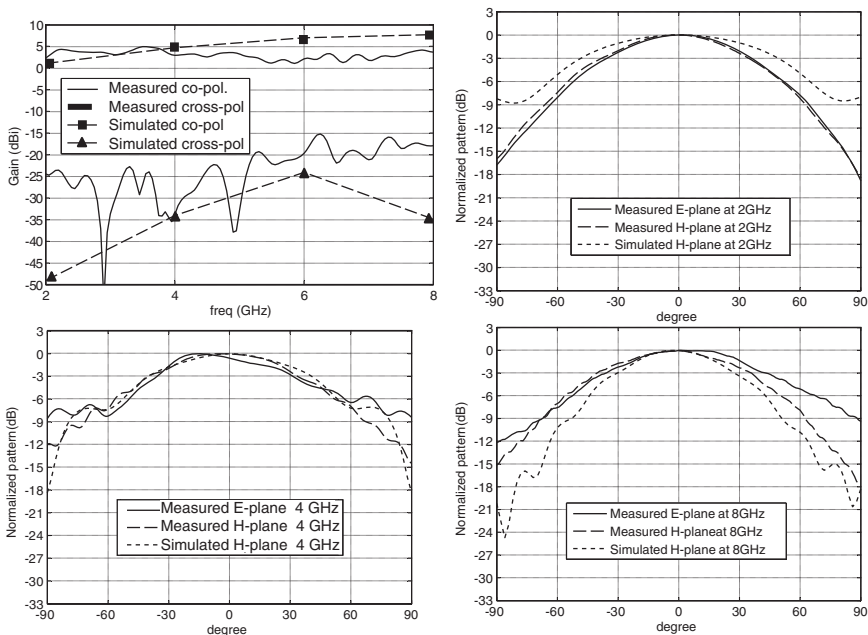 10
5
0
-5
-10
-15
-20
-25
-30
-35
-40
-45
-50
Gain (dBi)
Measured co-pol.
Measured cross-pol
Simulated co-pol
Simulated cross-pol
2 4 6 8
freq (GHz)
3
0
-3
-6
-9
-12
-15
-18
-21
-24
-27
-30
-33
Normalized pattern(dB)
Measured E-plane at 2GHz
Measured H-plane at 2GHz
Simulated H-plane at 2GHz
-90 -60 -30 0 30 60 90
degree
3
0
-3
-6
-9
-12
-15
-18
-21
-24
-27
-30
-33
Normalized pattern(dB)
Measured E-plane 4 GHz
Measured H-plane 4 GHz
Simulated H-plane 4 GHz
-90 -60 -30 0 30 60 90
degree
3
0
-3
-6
-9
-12
-15
-18
-21
-24
-27
-30
-33
Normalized pattern(dB)
Measured E-plane at 8GHz
Measured H-planeat 8GHz
Simulated H-plane at 8GHz
-90 -60 -30 0 30 60 90
degree